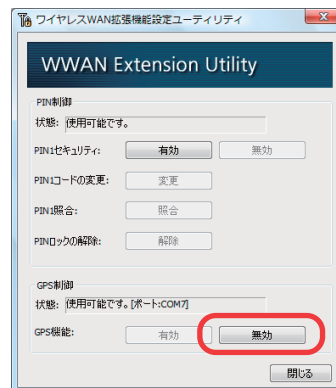 ワイヤレスWAN拡張機能設定ユーティリティ
WWAN Extension Utility
PIN制御
状態: 使用可能です。
PIN1セキュリティ: 有効 無効
PIN1コードの変更: 変更
PIN1照合: 照合
PINロックの解除: 解除
GPS制御
状態: 使用可能です。[ポート:COM7]
GPS機能: 有効 無効
閉じる